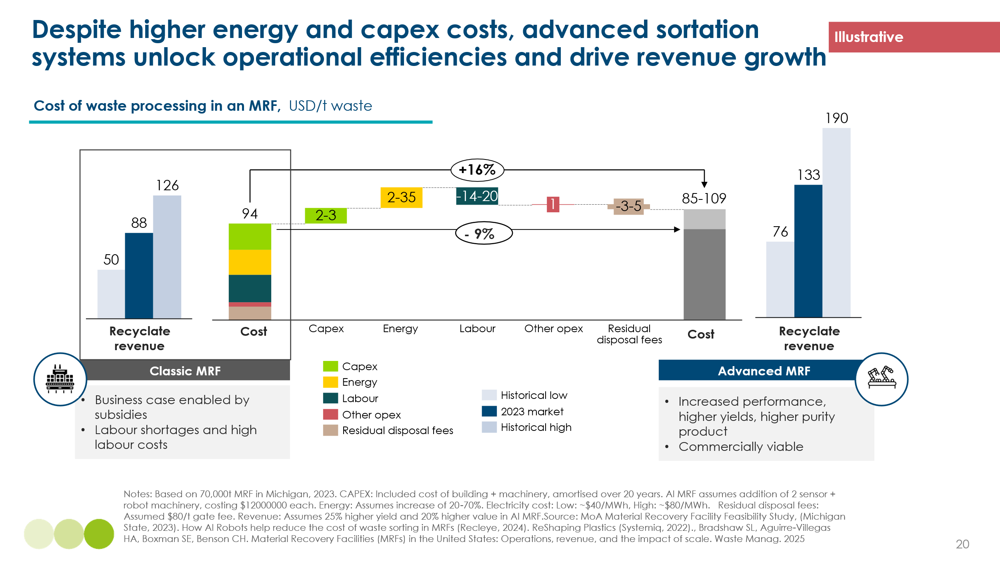 Despite higher energy and capex costs, advanced sortation
systems unlock operational efficiencies and drive revenue growth
Illustrative
Cost of waste processing in an MRF, USD/t waste
50
88
126
94
2-3
2-35
-14-20
1
-3-5
85-109
+16%
- 9%
76
133
190
Recyclate
revenue
Cost
Capex
Energy
Labour
Other opex
Residual
disposal fees
Cost
Recyclate
revenue
Classic MRF
• Business case enabled by
subsidies
• Labour shortages and high
labour costs
Capex
Energy
Labour
Other opex
Residual disposal fees
Historical low
2023 market
Historical high
Advanced MRF
• Increased performance,
higher yields, higher purity
product
• Commercially viable
Notes: Based on 70,000t MRF in Michigan, 2023. CAPEX: Included cost of building + machinery, amortised over 20 years. AI MRF assumes addition of 2 sensor +
robot machinery, costing $12000000 each. Energy: Assumes increase of 20-70%. Electricity cost: Low: ~$40/MWh, High: ~$80/MWh. Residual disposal fees:
Assumed $80/t gate fee. Revenue: Assumes 25% higher yield and 20% higher value in AI MRF.Source: MoA Material Recovery Facility Feasibility Study, (Michigan
State, 2023). How AI Robots help reduce the cost of waste sorting in MRFs (Recleye, 2024). ReShaping Plastics (Systemiq, 2022)., Bradshaw SL, Aguirre-Villegas
HA, Boxman SE, Benson CH. Material Recovery Facilities (MRFs) in the United States: Operations, revenue, and the impact of scale. Waste Manag. 2025
20